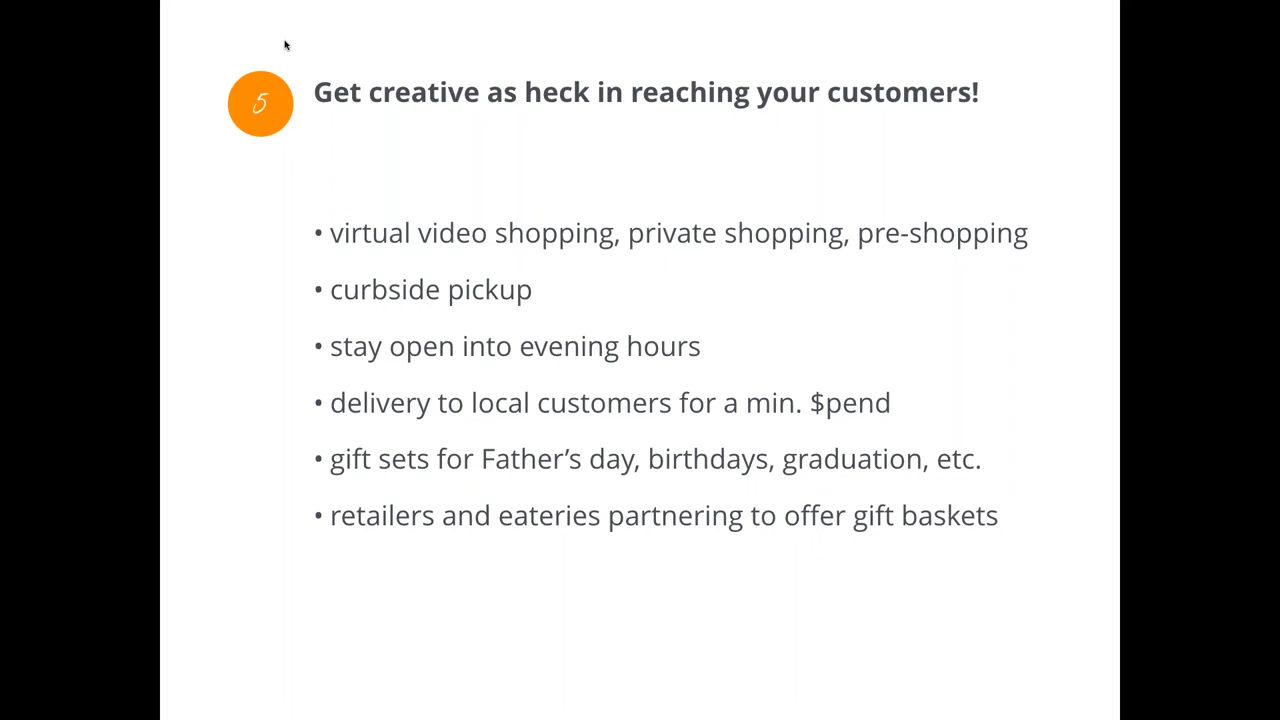 5
Get creative as heck in reaching your customers!
• virtual video shopping, private shopping, pre-shopping
• curbside pickup
• stay open into evening hours
• delivery to local customers for a min. $pend
• gift sets for Father’s day, birthdays, graduation, etc.
• retailers and eateries partnering to offer gift baskets